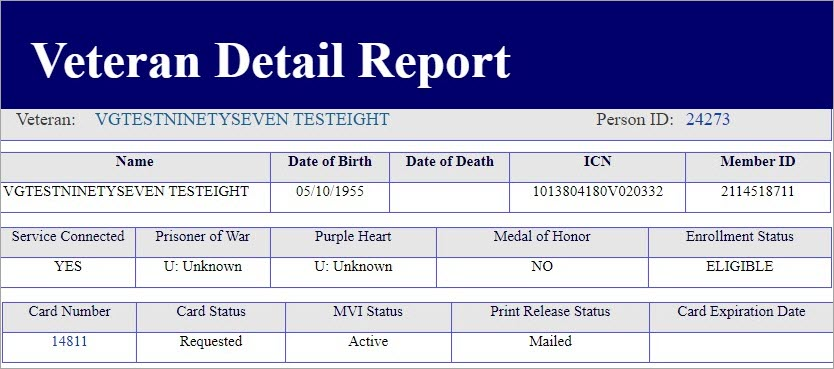 Veteran Detail Report
Veteran: VGTESTNINETYSEVEN TESTEIGHT Person ID: 24273
Name Date of Birth Date of Death ICN Member ID
VGTESTNINETYSEVEN TESTEIGHT 05/10/1955 1013804180V020332 2114518711
Service Connected Prisoner of War Purple Heart Medal of Honor Enrollment Status
YES U: Unknown U: Unknown NO ELIGIBLE
Card Number Card Status MVI Status Print Release Status Card Expiration Date
14811 Requested Active Mailed